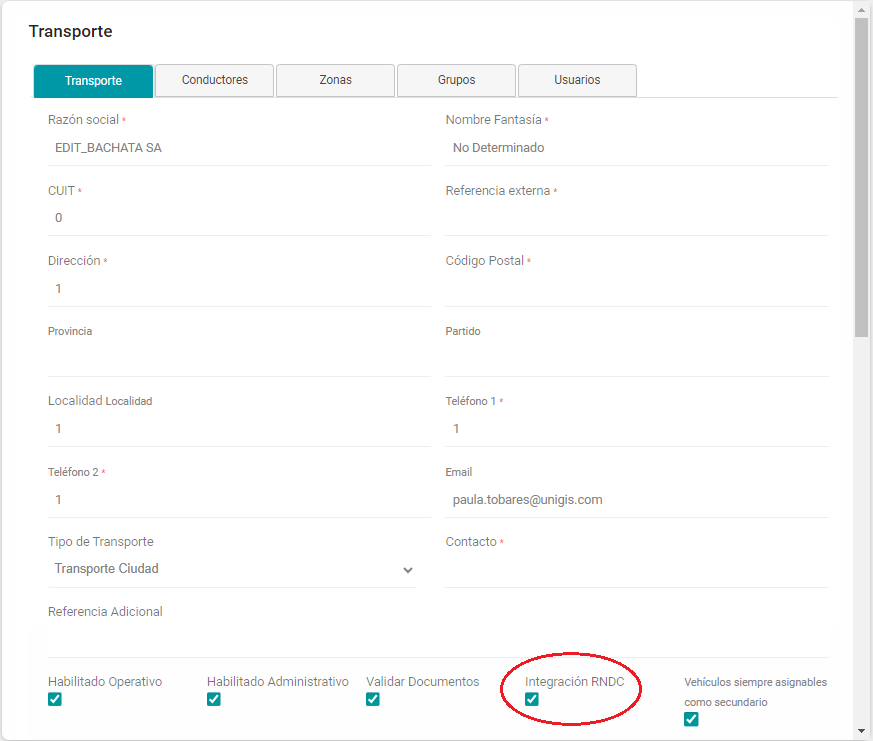 Transporte
Transporte Conductores Zonas Grupos Usuarios
Razón social * Nombre Fantasía *
EDIT_BACHATA SA No Determinado
CUIT * Referencia externa *
0
Dirección * Código Postal *
1
Provincia Partido
Localidad Localidad Teléfono 1 *
1 1
Teléfono 2 * Email
1 paula.tobares@unigis.com
Tipo de Transporte Contacto *
Transporte Ciudad
Referencia Adicional
Habilitado Operativo Habilitado Administrativo Validar Documentos Integración RNDC Vehículos siempre asignables
como secundario